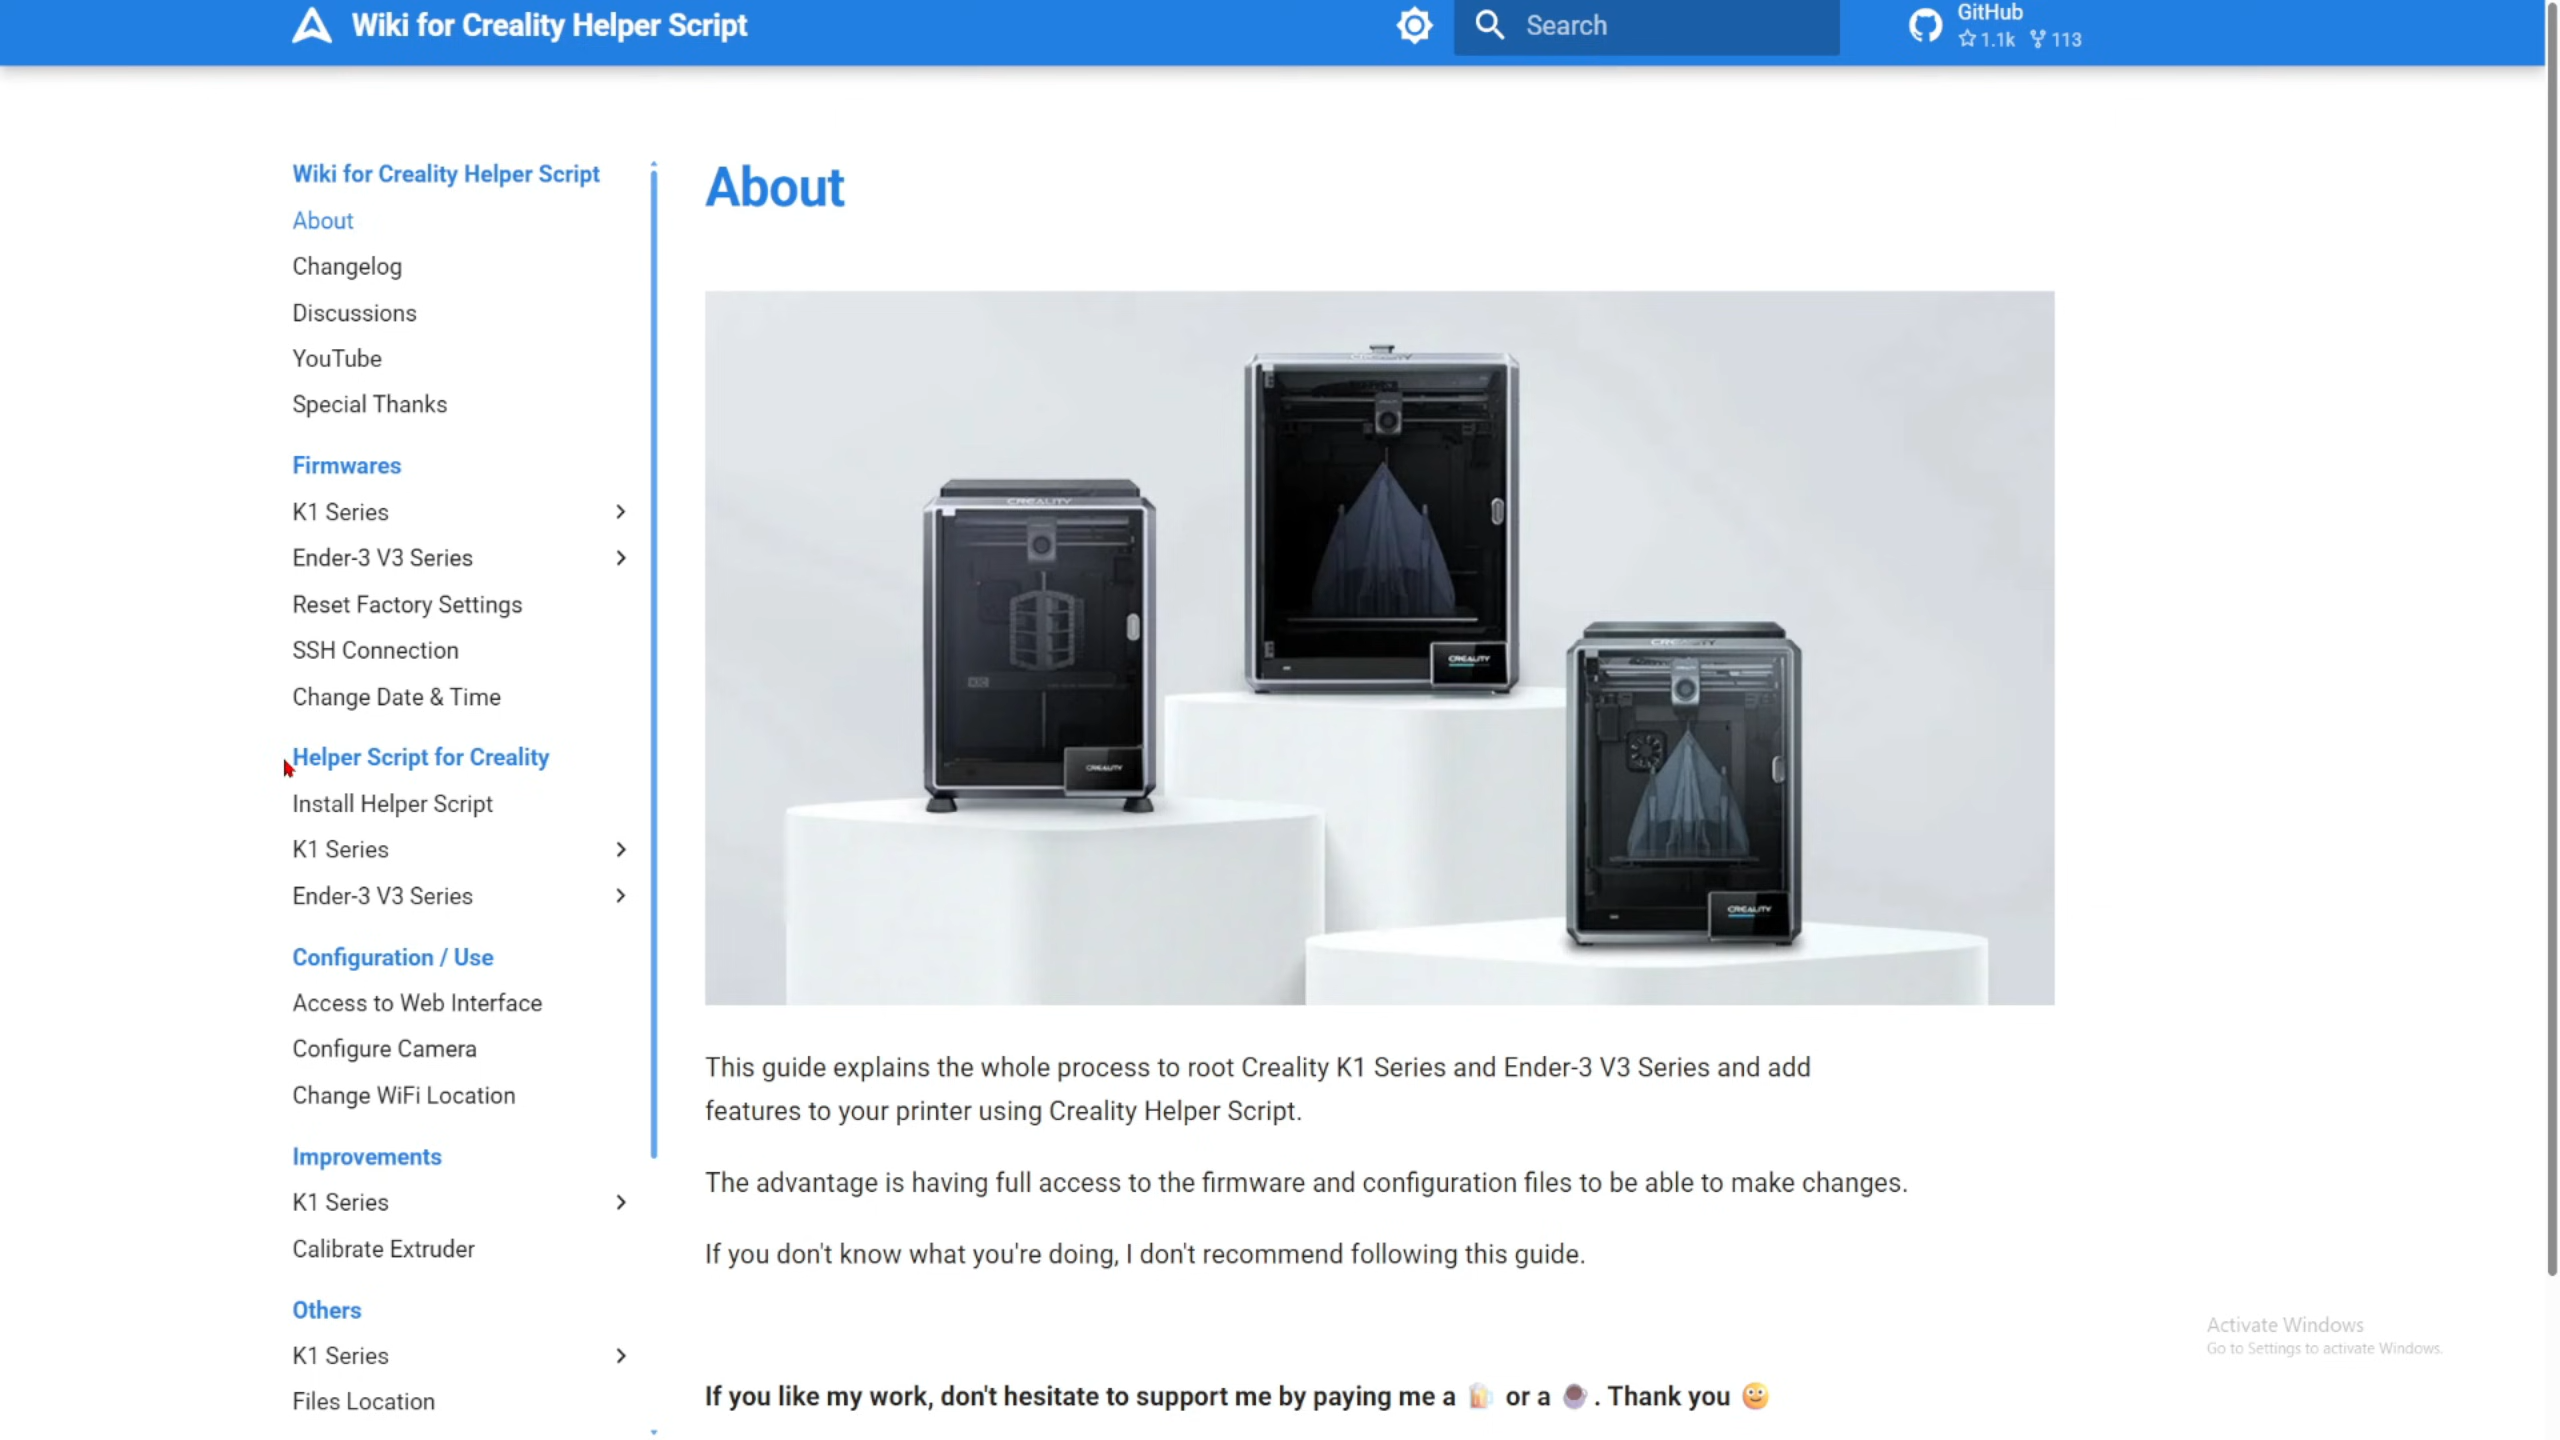 Wiki for Creality Helper Script
Search
GitHub
1.1k 113
Wiki for Creality Helper Script
About
Changelog
Discussions
YouTube
Special Thanks
Firmwares
K1 Series
Ender-3 V3 Series
Reset Factory Settings
SSH Connection
Change Date & Time
Helper Script for Creality
Install Helper Script
K1 Series
Ender-3 V3 Series
Configuration / Use
Access to Web Interface
Configure Camera
Change WiFi Location
Improvements
K1 Series
Calibrate Extruder
Others
K1 Series
Files Location
About
CREALITY
CREALITY
CREALITY
CREALITY
CREALITY
CREALITY
This guide explains the whole process to root Creality K1 Series and Ender-3 V3 Series and add
features to your printer using Creality Helper Script.
The advantage is having full access to the firmware and configuration files to be able to make changes.
If you don't know what you're doing, I don't recommend following this guide.
If you like my work, don't hesitate to support me by paying me a 🍺 or a ☕ . Thank you 🙂
Activate Windows
Go to Settings to activate Windows.